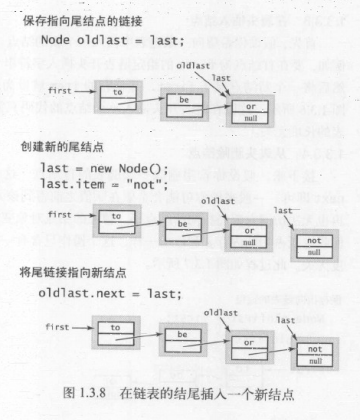 保存指向尾结点的链接
Node oldlast = last;
oldlast
last
first
to
be
or
null
创建新的尾结点
last = new Node();
last.item = "not";
oldlast
last
first
to
be
or
null
not
null
将尾链接指向新结点
oldlast.next = last;
oldlast
last
first
to
be
or
not
null
图 1.3.8 在链表的结尾插入一个新结点